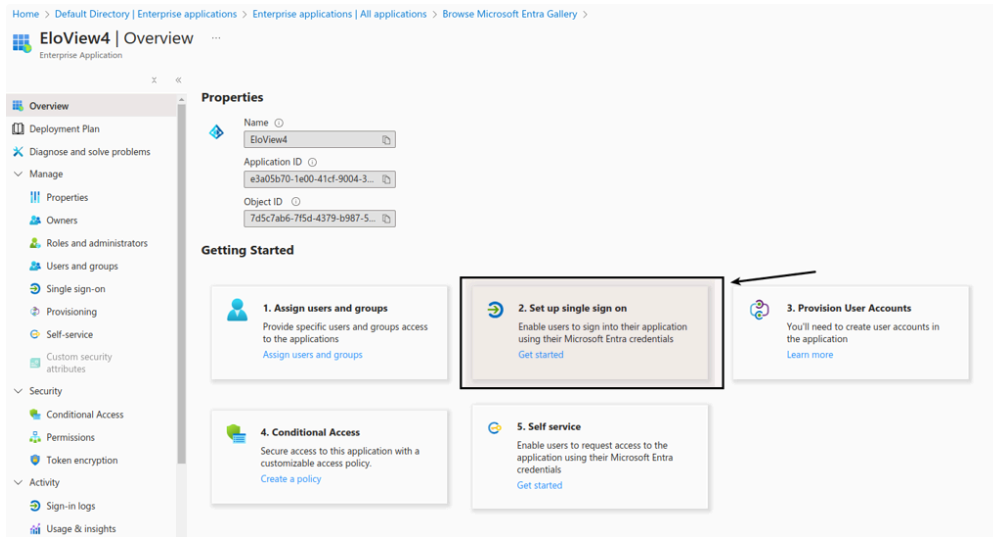 Home > Default Directory | Enterprise applications > Enterprise applications | All applications > Browse Microsoft Entra Gallery >
EloView4 | Overview ...
Enterprise Application
Overview
Deployment Plan
Diagnose and solve problems
Manage
Properties
Owners
Roles and administrators
Users and groups
Single sign-on
Provisioning
Self-service
Custom security
attributes
Security
Conditional Access
Permissions
Token encryption
Activity
Sign-in logs
Usage & insights
Properties
Name
EloView4
Application ID
e3a05b70-1e00-41cf-9004-3...
Object ID
7d5c7ab6-7f5d-4379-b987-5...
Getting Started
1. Assign users and groups
Provide specific users and groups access
to the applications
Assign users and groups
2. Set up single sign on
Enable users to sign into their application
using their Microsoft Entra credentials
Get started
3. Provision User Accounts
You'll need to create user accounts in
the application
Learn more
4. Conditional Access
Secure access to this application with a
customizable access policy.
Create a policy
5. Self service
Enable users to request access to the
application using their Microsoft Entra
credentials
Get started